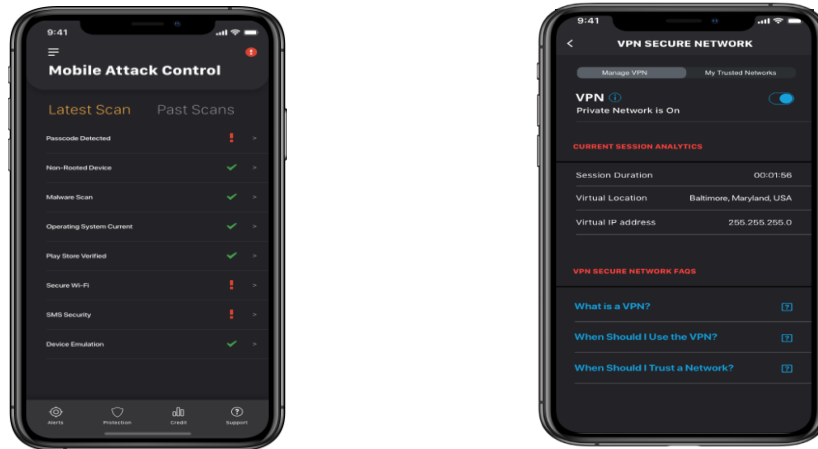 9:41
Mobile Attack Control
Latest Scan Past Scans
Passcode Detected
Non-Rooted Device
Malware Scan
Operating System Current
Play Store Verified
Secure Wi-Fi
SMS Security
Device Emulation
Alerts Protection Credit Support
9:41
VPN SECURE NETWORK
Manage VPN My Trusted Networks
VPN
Private Network is On
CURRENT SESSION ANALYTICS
Session Duration 00:01:56
Virtual Location Baltimore, Maryland, USA
Virtual IP address 255.255.255.0
VPN SECURE NETWORK FAQS
What is a VPN? ?
When Should I Use the VPN? ?
When Should I Trust a Network? ?